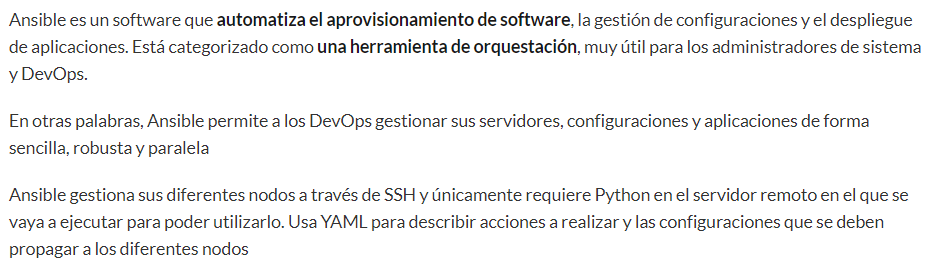 Ansible es un software que automatiza el aprovisionamiento de software, la gestión de configuraciones y el despliegue
de aplicaciones. Está categorizado como una herramienta de orquestación, muy útil para los administradores de sistema
y DevOps.
En otras palabras, Ansible permite a los DevOps gestionar sus servidores, configuraciones y aplicaciones de forma
sencilla, robusta y paralela
Ansible gestiona sus diferentes nodos a través de SSH y únicamente requiere Python en el servidor remoto en el que se
vaya a ejecutar para poder utilizarlo. Usa YAML para describir acciones a realizar y las configuraciones que se deben
propagar a los diferentes nodos